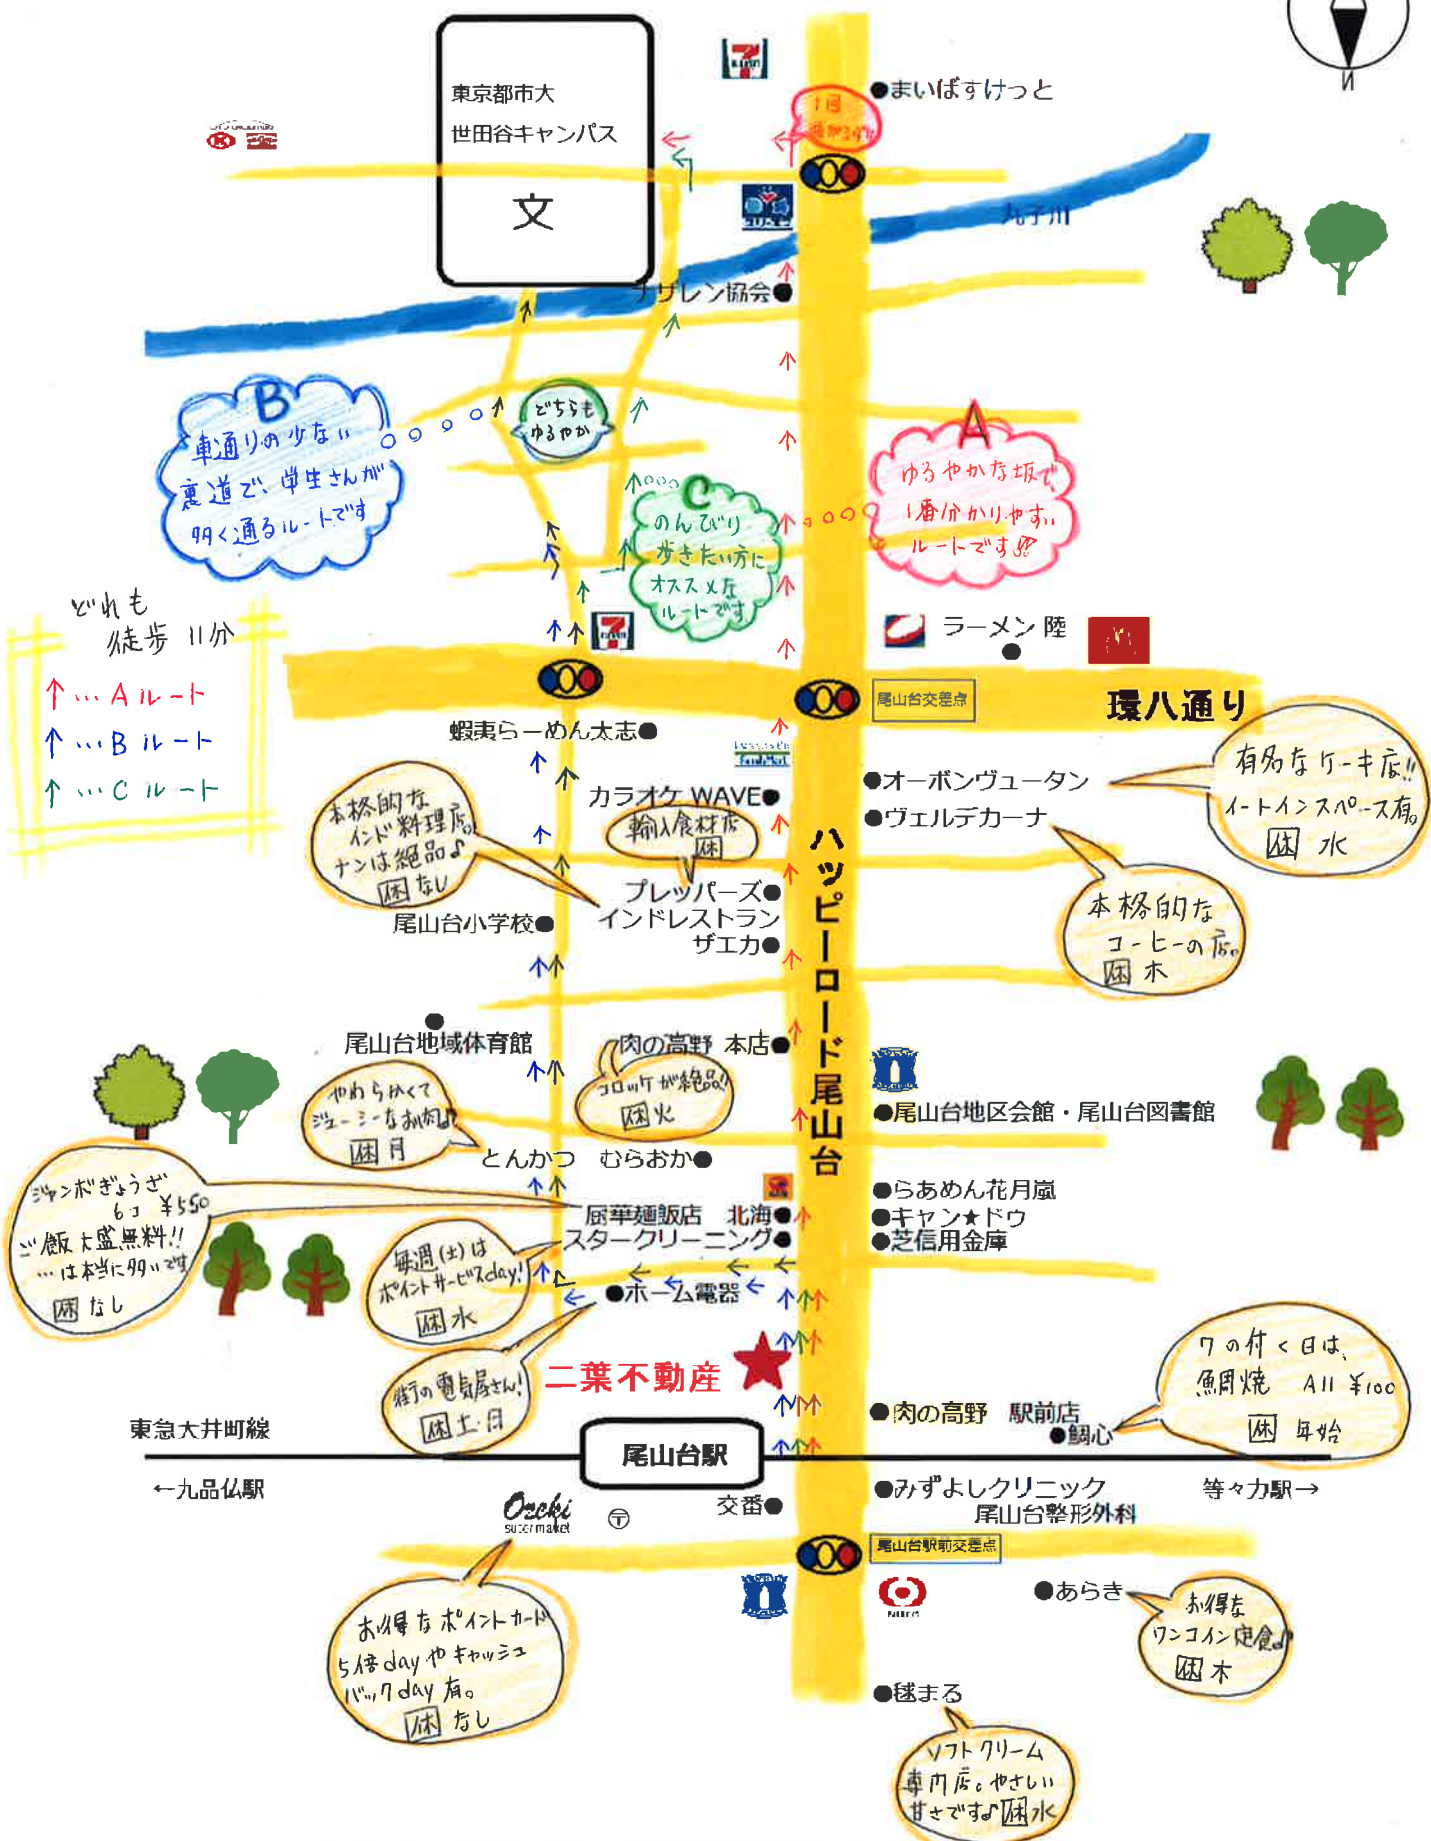 N
東京都市大
世田谷キャンパス
文
●まいばすけっと
1回
丸子川
ナザレン協会●
B
車通りの少ない
裏道で、学生さんが
多く通るルートです
どちらも
ゆるやか
A
ゆるやかな坂で、
1番分かりやすい
ルートです!!
C
のんびり
歩きたい方に
オススメな
ルートです
どれも
徒歩 11分
↑…Aルート
↑…Bルート
↑…Cルート
ラーメン 陸
尾山台交差点
環八通り
蝦夷らーめん太志●
FamilyMart
カラオケ WAVE●
●オーボンヴュータン
●ヴェルデカーナ
有名なケーキ店!!
イートインスペース有。
休 水
本格的な
インド料理店。
ナンは絶品♪
休 なし
輸入食材店
休
本格的な
コーヒーの店。
休 木
プレッパーズ●
インドレストラン
ザエカ●
尾山台小学校●
ハッピーロード尾山台
尾山台地域体育館
肉の高野 本店●
コロッケが絶品!!
休 火
やわらかくて
ジューシーなお肉♪
休 月
●尾山台地区会館・尾山台図書館
とんかつ むらおか●
ジャンボぎょうざ
6コ ¥550
ご飯大盛無料!!
…は本当に多いです
休 なし
厨華麺飯店 北海●
スタークリーニング●
●らあめん花月嵐
●キャン★ドゥ
●芝信用金庫
毎週(土)は
ポイントサービスday!
休 水
●ホーム電器
街の電気屋さん!
休 土・日
二葉不動産
●肉の高野 駅前店
●鯛心
7の付く日は、
鯛焼 All ¥100
休 年始
東急大井町線
尾山台駅
←九品仏駅
等々力駅→
Ozeki
supermarket
〒
交番●
●みずよしクリニック
尾山台整形外科
尾山台駅前交差点
お得なポイントカード
5倍dayやキャッシュ
バックday有。
休 なし
●あらき
お得な
ワンコイン定食♪
休 木
●毬まる
ソフトクリーム
専門店。やさしい
甘さです♪ 休 水